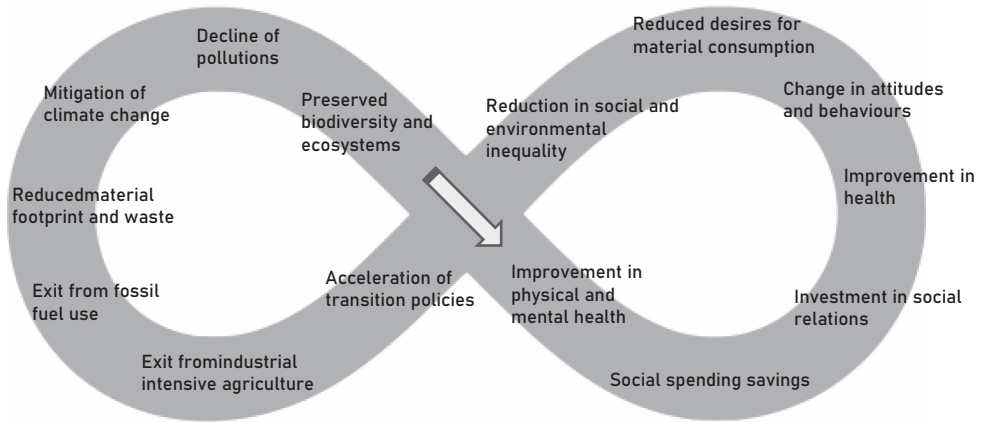 Decline of
pollutions
Mitigation of
climate change
Preserved
biodiversity and
ecosystems
Reducedmaterial
footprint and waste
Exit from fossil
fuel use
Exit fromindustrial
intensive agriculture
Acceleration of
transition policies
Reduced desires for
material consumption
Change in attitudes
and behaviours
Reduction in social and
environmental
inequality
Improvement in
health
Improvement in
physical and
mental health
Investment in social
relations
Social spending savings